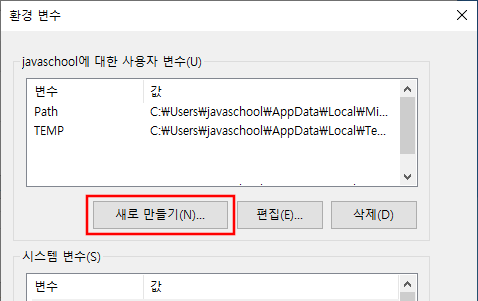 환경 변수
javaschool에 대한 사용자 변수(U)
변수 값
Path C:₩Users₩javaschool₩AppData₩Local₩Mi...
TEMP C:₩Users₩javaschool₩AppData₩Local₩Te...
새로 만들기(N)... 편집(E)... 삭제(D)
시스템 변수(S)
변수 값